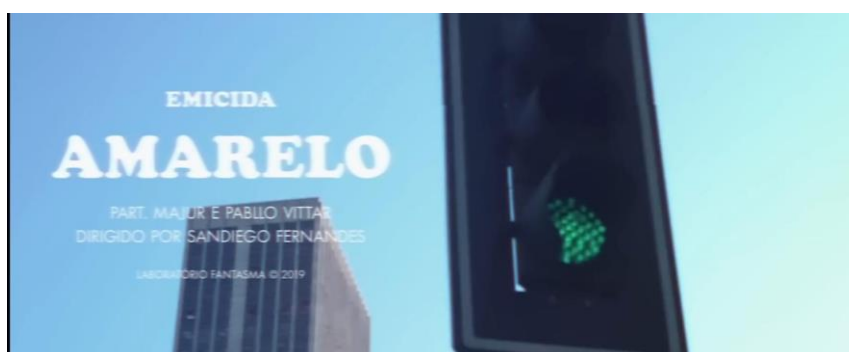 EMICIDA
AMARELO
PART. MAJUR E PABLLO VITTAR
DIRIGIDO POR SANDIEGO FERNANDES
LABORATÓRIO FANTASMA © 2019